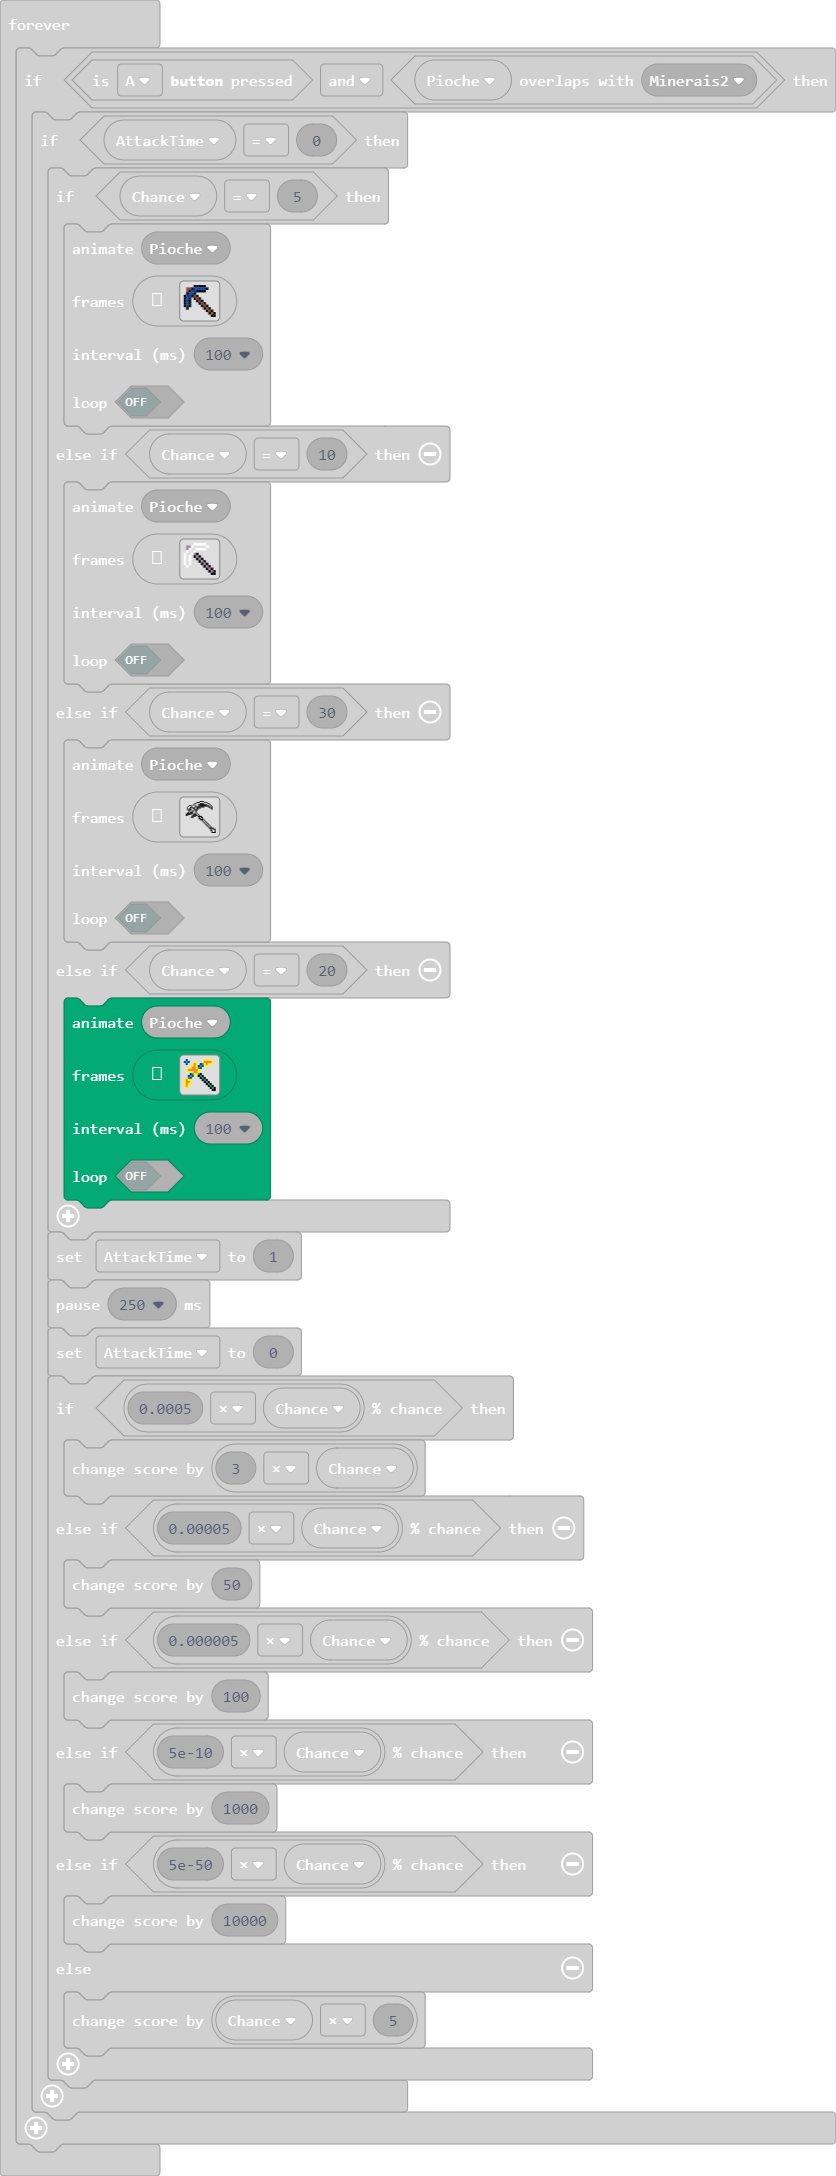 forever
if is A button pressed and Pioche overlaps with Minerais2 then
if AttackTime = 0 then
if Chance = 5 then
animate Pioche
frames
interval (ms) 100
loop OFF
else if Chance = 10 then
animate Pioche
frames
interval (ms) 100
loop OFF
else if Chance = 30 then
animate Pioche
frames
interval (ms) 100
loop OFF
else if Chance = 20 then
animate Pioche
frames
interval (ms) 100
loop OFF
set AttackTime to 1
pause 250 ms
set AttackTime to 0
if 0.0005 × Chance % chance then
change score by 3 × Chance
else if 0.00005 × Chance % chance then
change score by 50
else if 0.000005 × Chance % chance then
change score by 100
else if 5e-10 × Chance % chance then
change score by 1000
else if 5e-50 × Chance % chance then
change score by 10000
else
change score by Chance × 5